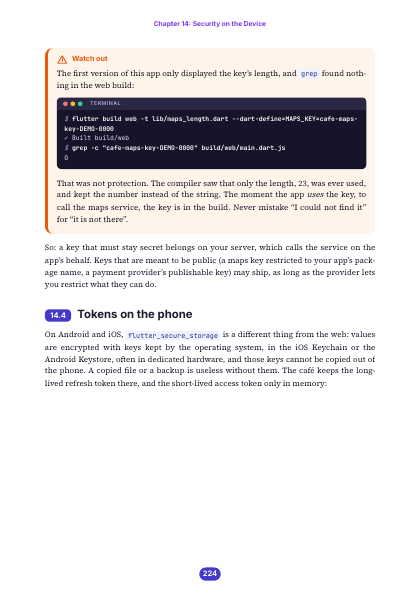 Chapter 14: Security on the Device
Watch out
The first version of this app only displayed the key's length, and grep found noth-
ing in the web build:
TERMINAL
$ flutter build web -t lib/maps_length.dart --dart-define=MAPS_KEY=cafe-maps-
key-DEMO-0000
✓ Built build/web
$ grep -c "cafe-maps-key-DEMO-0000" build/web/main.dart.js
0
That was not protection. The compiler saw that only the length, 23, was ever used,
and kept the number instead of the string. The moment the app uses the key, to
call the maps service, the key is in the build. Never mistake “I could not find it”
for “it is not there”.
So: a key that must stay secret belongs on your server, which calls the service on the
app's behalf. Keys that are meant to be public (a maps key restricted to your app's pack-
age name, a payment provider's publishable key) may ship, as long as the provider lets
you restrict what they can do.
14.4 Tokens on the phone
On Android and iOS, flutter_secure_storage is a different thing from the web: values
are encrypted with keys kept by the operating system, in the iOS Keychain or the
Android Keystore, often in dedicated hardware, and those keys cannot be copied out of
the phone. A copied file or a backup is useless without them. The café keeps the long-
lived refresh token there, and the short-lived access token only in memory:
224